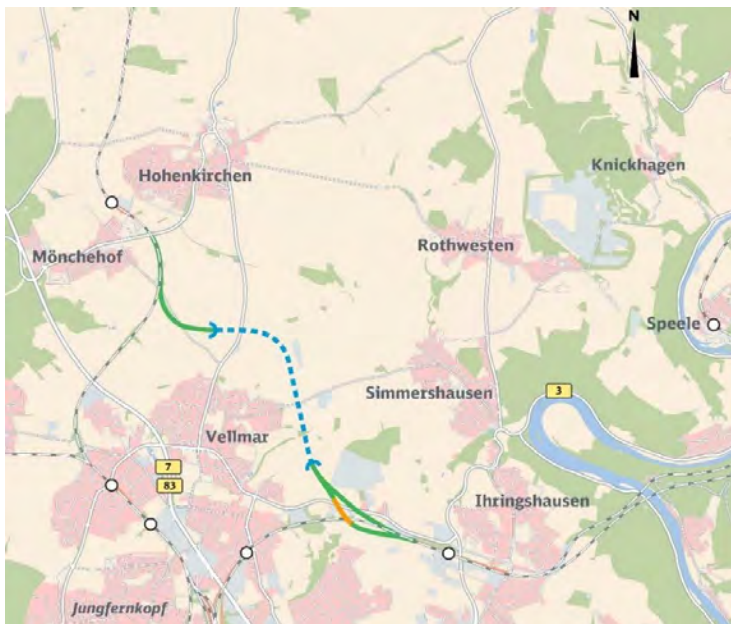 N
Hohenkirchen
Knickhagen
Rothwesten
Mönchehof
Speele
Simmershausen
3
Vellmar
7
83
Ihringshausen
Jungfernkopf